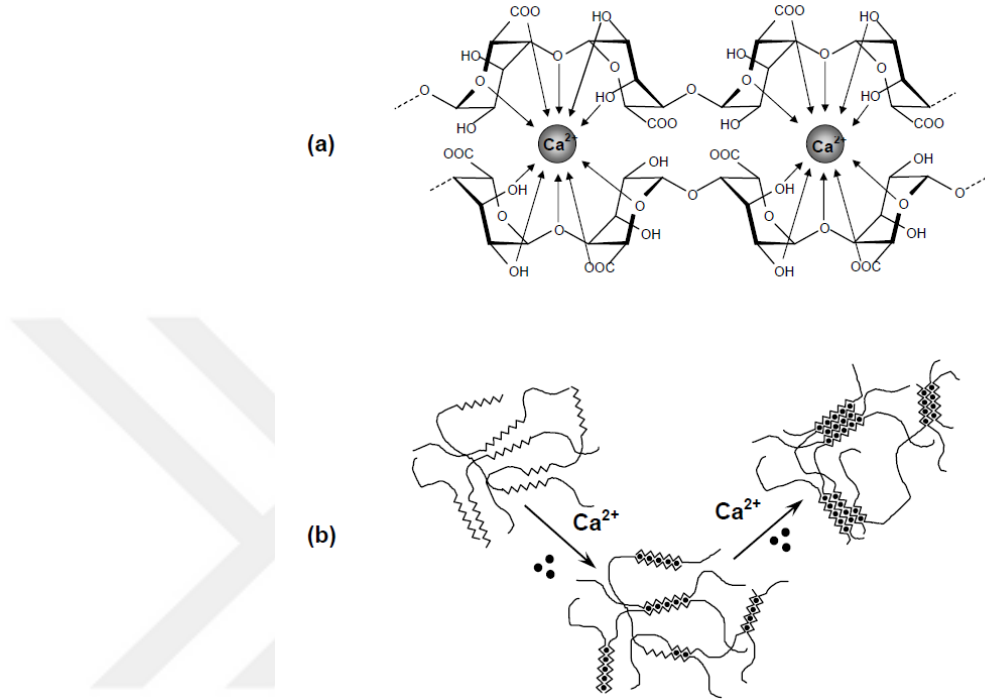 COO HO COO HO
HO O HO O
O O
O HO O HO
O O O
HO COO HO COO
(a) Ca2+ Ca2+
OOC OH OOC OH
OH O OH O O
O O
O OH O OH
OH OOC OH OOC
Ca2+ Ca2+
(b)